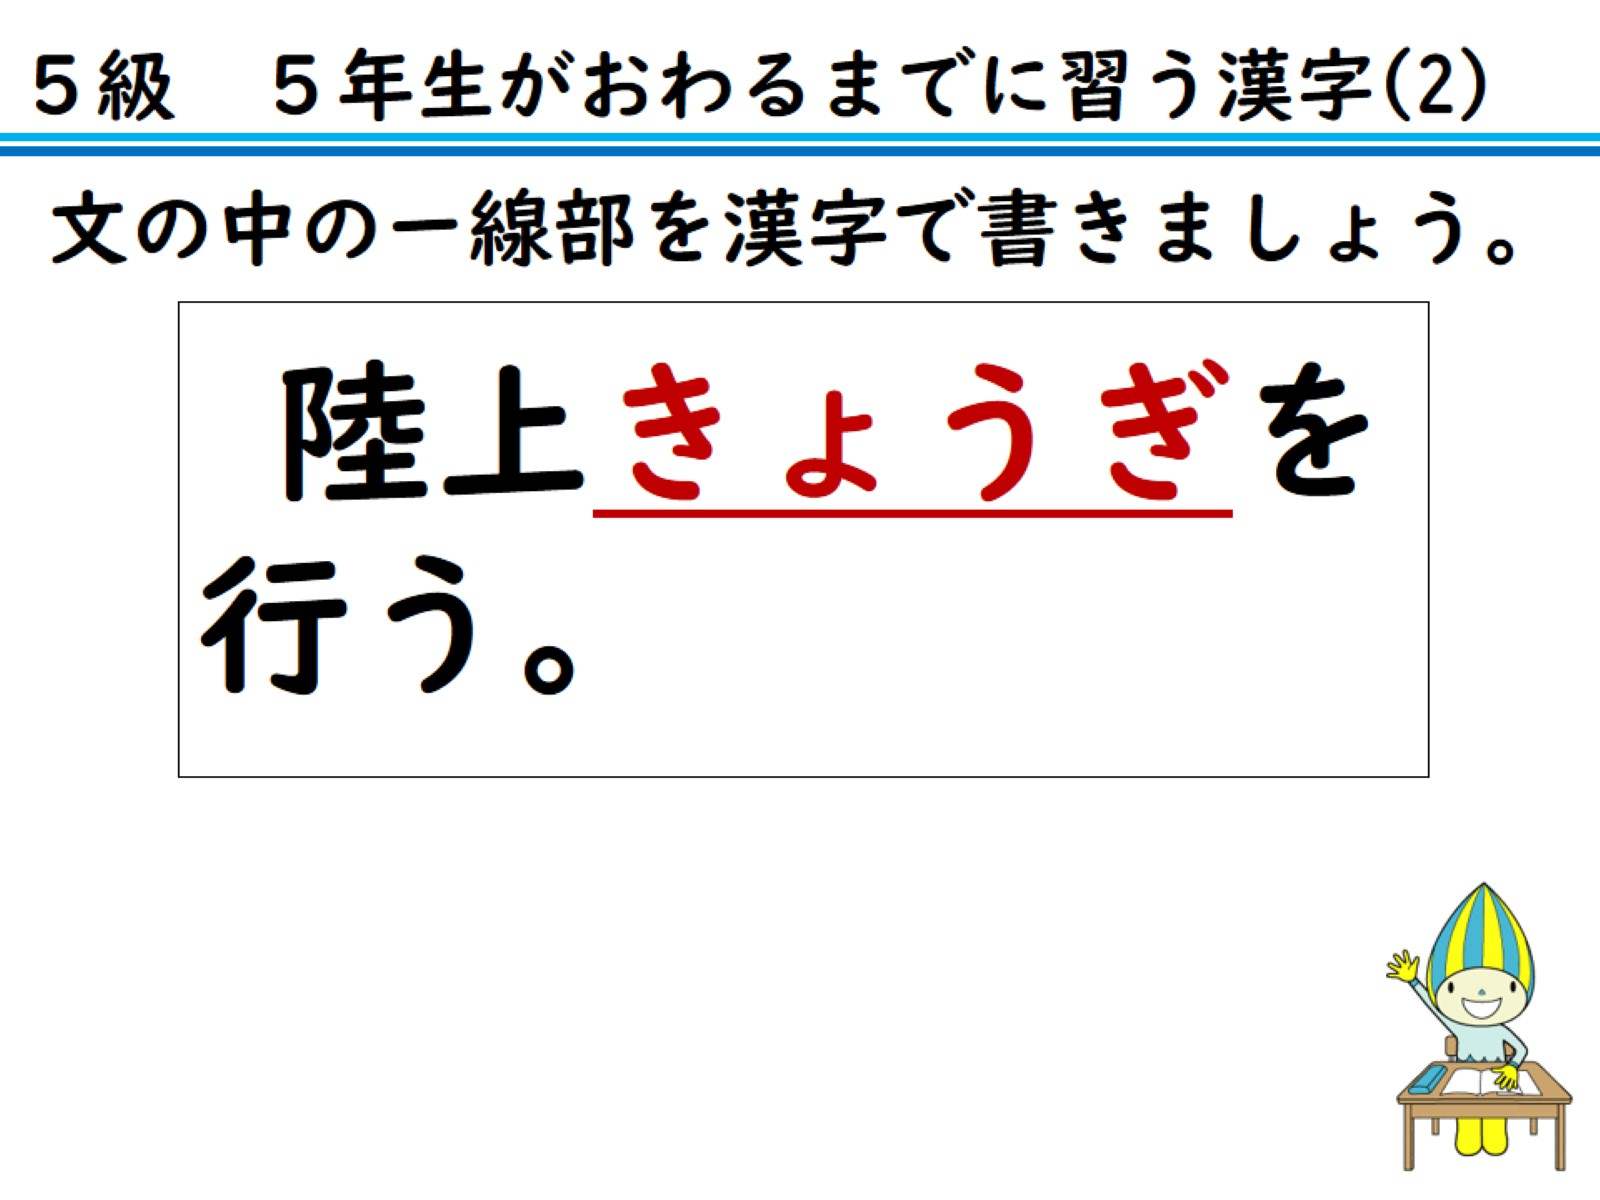 ５級　５年生がおわるまでに習う漢字(2)
文の中の一線部を漢字で書きましょう。
陸上きょうぎを
行う。